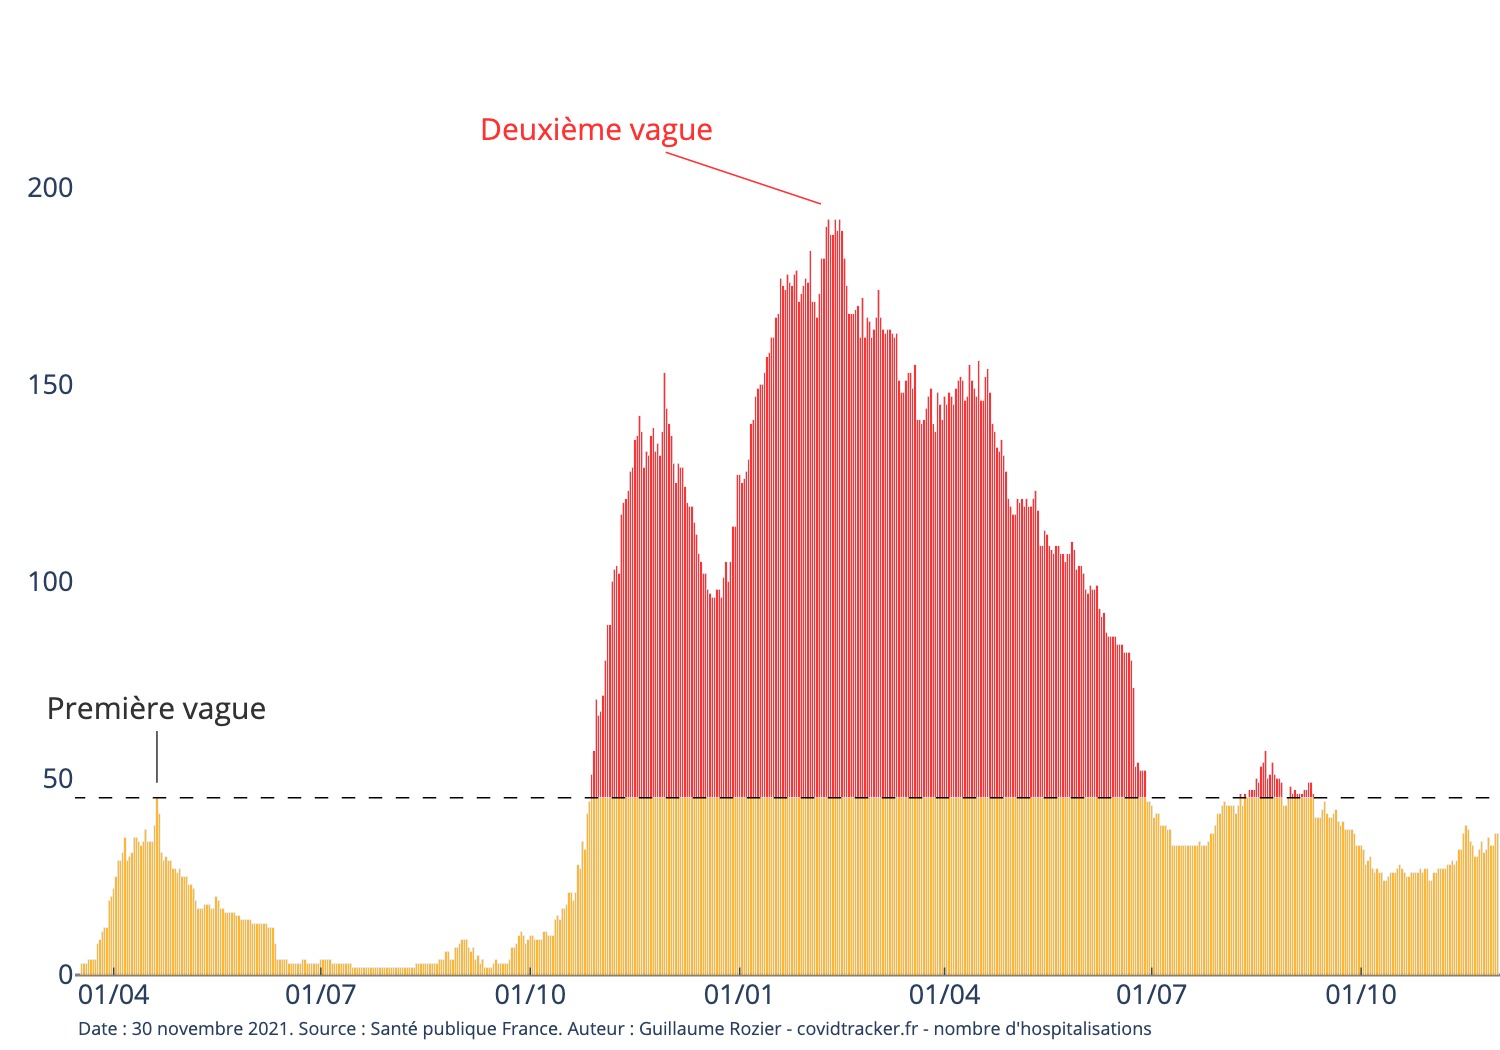 Deuxième vague
200
150
100
Première vague
50
0
01/04 01/07 01/10 01/01 01/04 01/07 01/10
Date : 30 novembre 2021. Source : Santé publique France. Auteur : Guillaume Rozier - covidtracker.fr - nombre d'hospitalisations